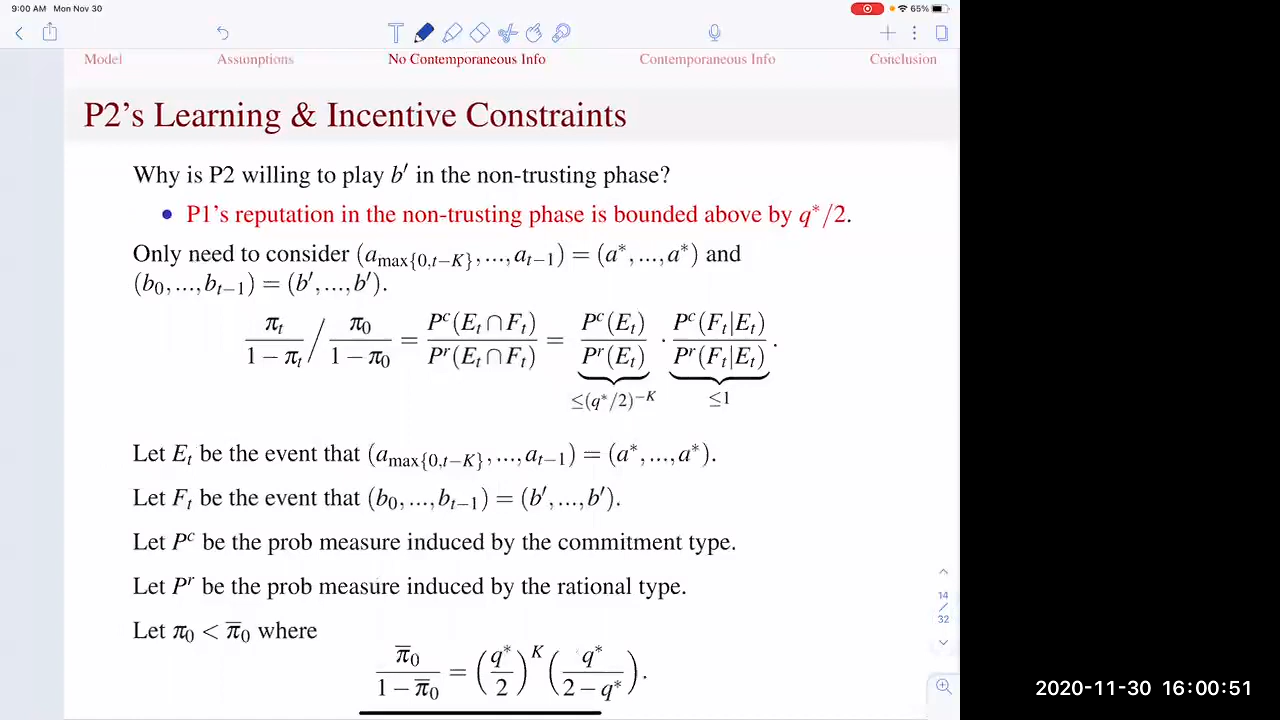 9:00 AM Mon Nov 30
65%
Model Assumptions No Contemporaneous Info Contemporaneous Info Conclusion
P2's Learning & Incentive Constraints
Why is P2 willing to play b′ in the non-trusting phase?
• P1's reputation in the non-trusting phase is bounded above by q*/2.
Only need to consider (a_{max{0,t−K}},...,a_{t−1}) = (a*,...,a*) and
(b_0,...,b_{t−1}) = (b′,...,b′).
π_t/(1−π_t) / π_0/(1−π_0) = P^c(E_t∩F_t)/P^r(E_t∩F_t) = P^c(E_t)/P^r(E_t) · P^c(F_t|E_t)/P^r(F_t|E_t).
≤(q*/2)^{−K} ≤1
Let E_t be the event that (a_{max{0,t−K}},...,a_{t−1}) = (a*,...,a*).
Let F_t be the event that (b_0,...,b_{t−1}) = (b′,...,b′).
Let P^c be the prob measure induced by the commitment type.
Let P^r be the prob measure induced by the rational type.
Let π_0 < π̄_0 where
π̄_0/(1−π̄_0) = (q*/2)^K (q*/(2−q*)).
14
/
32
2020-11-30 16:00:51